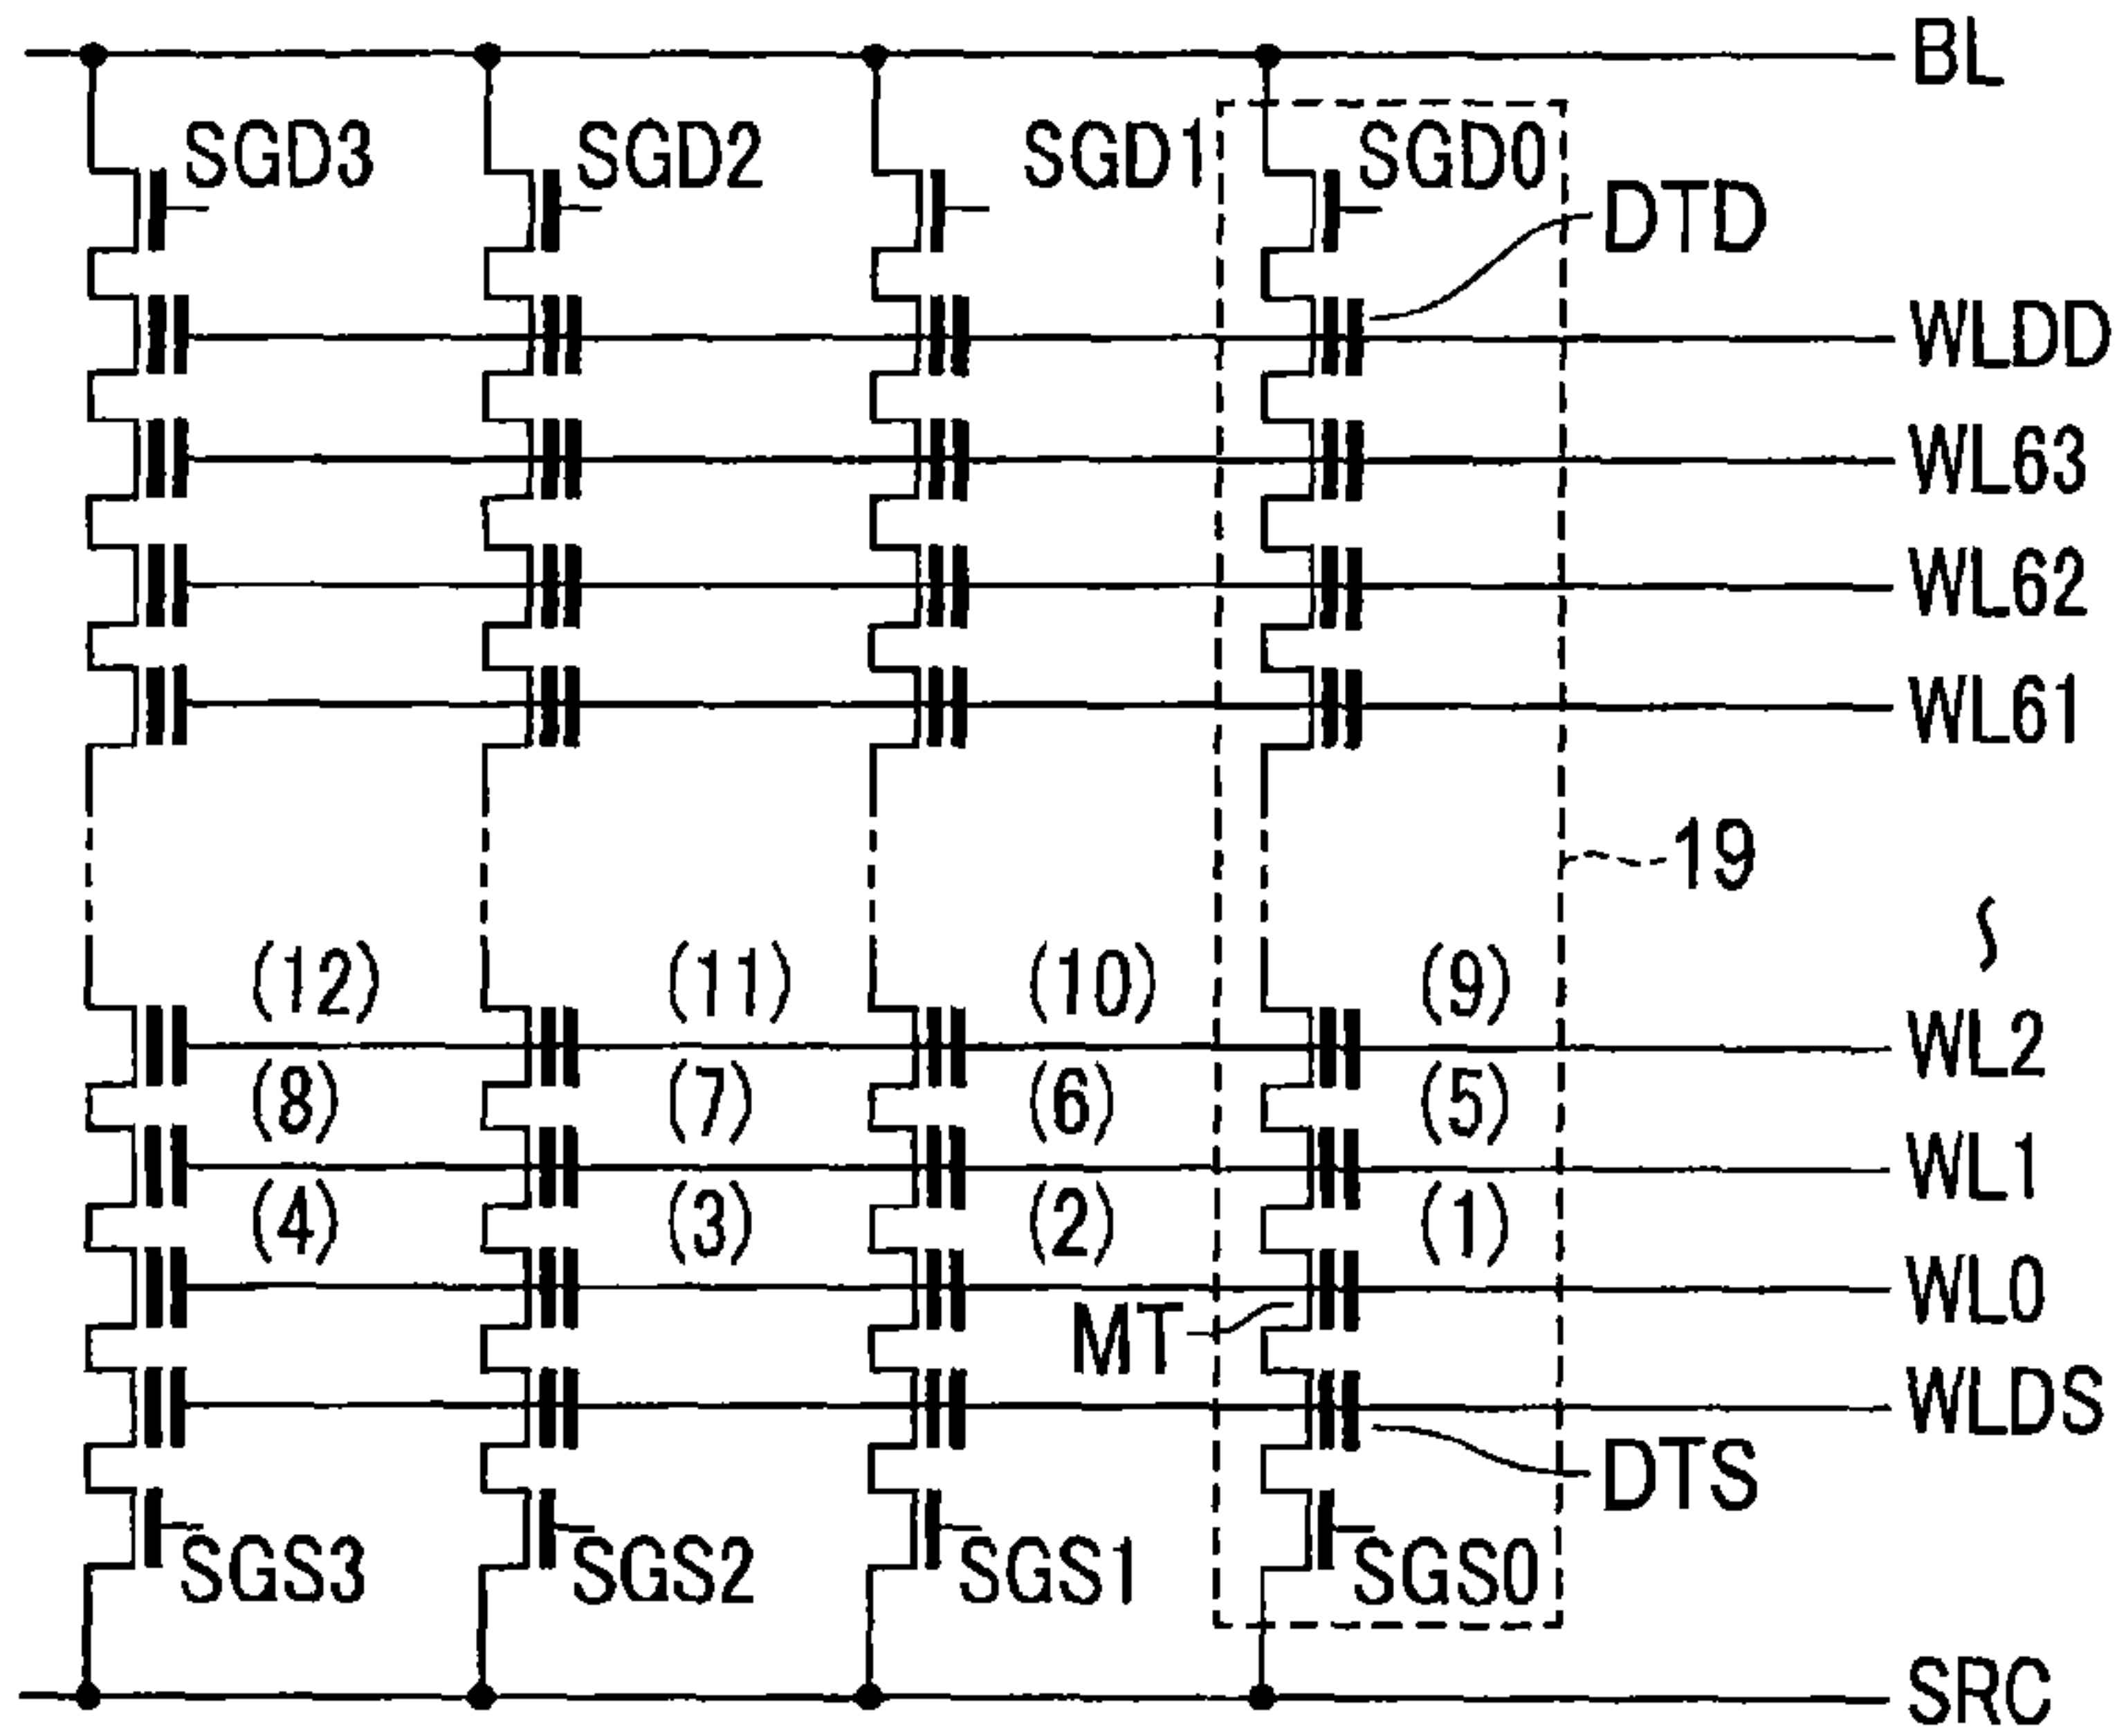 BL
SGD3 SGD2 SGD1 SGD0
DTD
WLDD
WL63
WL62
WL61
19
(12) (11) (10) (9)
WL2
(8) (7) (6) (5)
WL1
(4) (3) (2) (1)
WL0
MT
WLDS
DTS
SGS3 SGS2 SGS1 SGS0
SRC